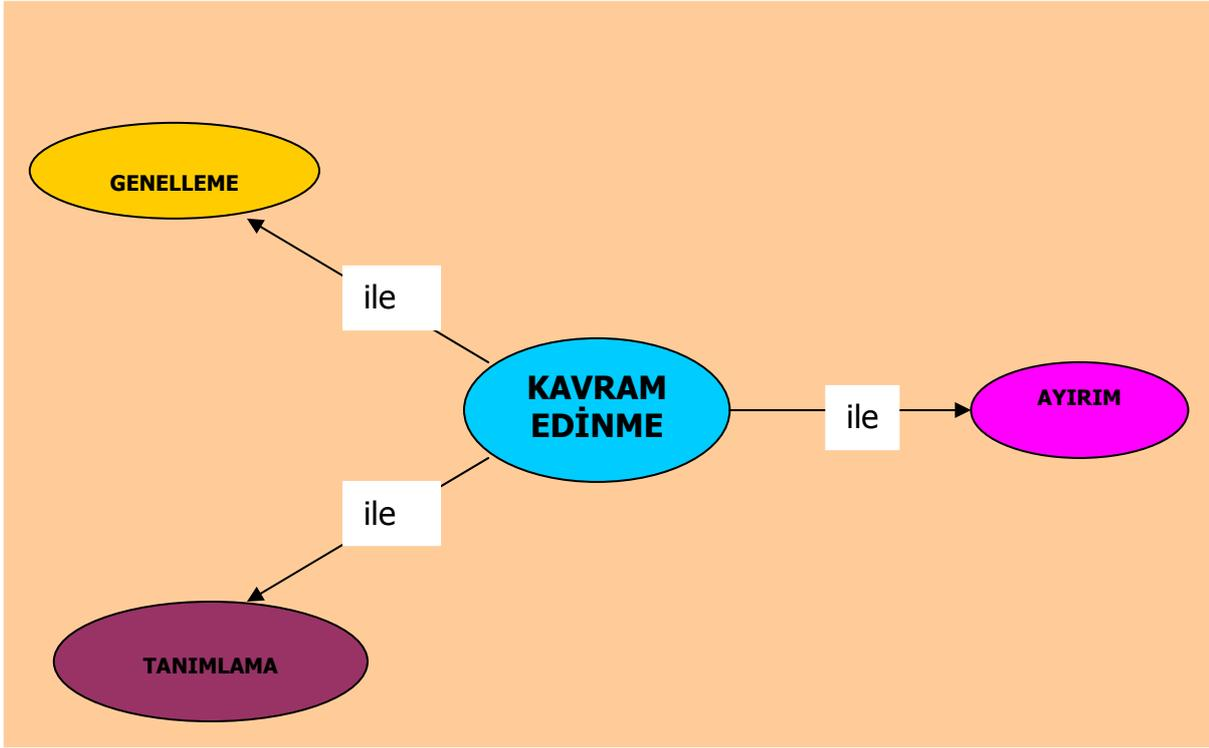 GENELLEME
ile
KAVRAM
EDİNME
AYIRIM
ile
ile
TANIMLAMA